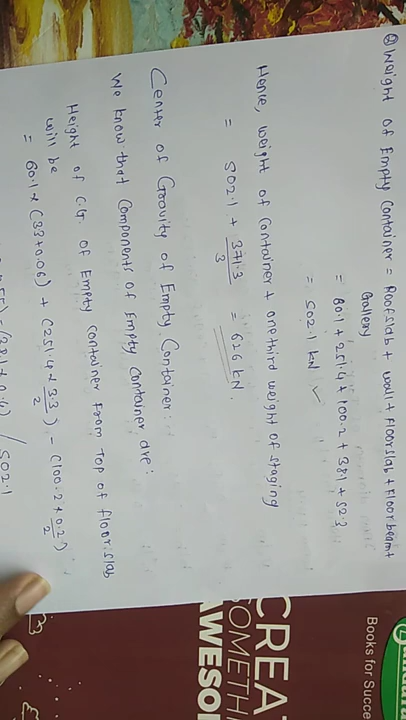 ② Weight of Empty Container = Roof slab + wall + Floor slab + Floor beam +
Gallery
= 60.1 + 251.4 + 100.2 + 38.1 + 52.3
= 502.1 kN ✓
Hence, weight of container + one third weight of staging
= 502.1 + 371.3/3 = 626 kN.
Center of Gravity of Empty Container:
We know that Components of Empty Container are:
Height of C.G. of Empty Container From Top of floor slab
will be
= 60.1 × (3.3 + 0.06) + (251.4 × 3.3/2) - (100.2 × 0.2/2)
/ 502.1
Books for Succe
CREA
SOMETH
AWESO